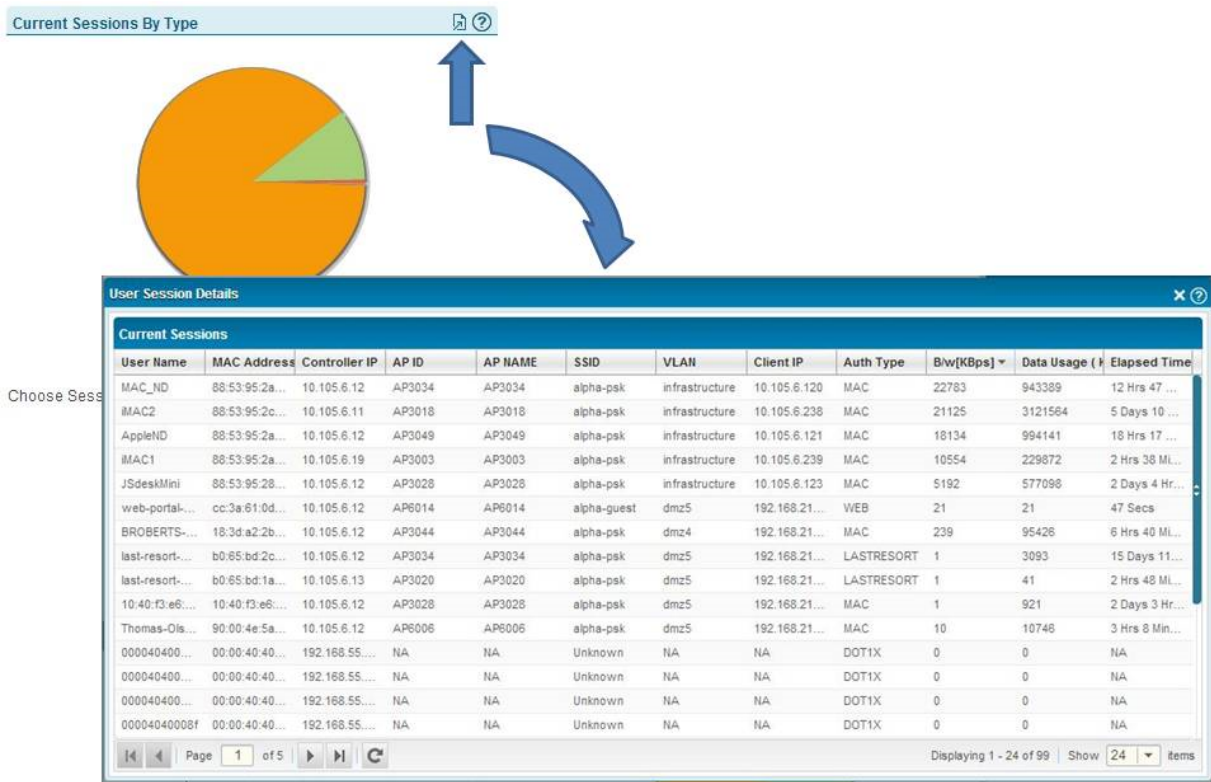 Current Sessions By Type
Choose Sess
User Session Details
Current Sessions
User Name MAC Address Controller IP AP ID AP NAME SSID VLAN Client IP Auth Type B/w[KBps] Data Usage ( K Elapsed Time
MAC_ND 88:53:95:2a... 10.105.6.12 AP3034 AP3034 alpha-psk infrastructure 10.105.6.120 MAC 22783 943389 12 Hrs 47 ...
iMAC2 88:53:95:2c... 10.105.6.11 AP3018 AP3018 alpha-psk infrastructure 10.105.6.238 MAC 21125 3121564 5 Days 10 ...
AppleND 88:53:95:2a... 10.105.6.12 AP3049 AP3049 alpha-psk infrastructure 10.105.6.121 MAC 18134 994141 18 Hrs 17 ...
iMAC1 88:53:95:2a... 10.105.6.19 AP3003 AP3003 alpha-psk infrastructure 10.105.6.239 MAC 10554 229872 2 Hrs 38 Mi...
JSdeskMini 88:53:95:28... 10.105.6.12 AP3028 AP3028 alpha-psk infrastructure 10.105.6.123 MAC 5192 577098 2 Days 4 Hr...
web-portal-... cc:3a:61:0d... 10.105.6.12 AP6014 AP6014 alpha-guest dmz5 192.168.21... WEB 21 21 47 Secs
BROBERTS-... 18:3d:a2:2b... 10.105.6.12 AP3044 AP3044 alpha-psk dmz4 192.168.21... MAC 239 95426 6 Hrs 40 Mi...
last-resort-... b0:65:bd:2c... 10.105.6.12 AP3034 AP3034 alpha-psk dmz5 192.168.21... LASTRESORT 1 3093 15 Days 11...
last-resort-... b0:65:bd:1a... 10.105.6.13 AP3020 AP3020 alpha-psk dmz5 192.168.21... LASTRESORT 1 41 2 Hrs 48 Mi...
10:40:f3:e6:... 10:40:f3:e6:... 10.105.6.12 AP3028 AP3028 alpha-psk dmz5 192.168.21... MAC 1 921 2 Days 3 Hr...
Thomas-Ols... 90:00:4e:5a... 10.105.6.12 AP6006 AP6006 alpha-psk dmz5 192.168.21... MAC 10 10746 3 Hrs 8 Min...
000040400... 00:00:40:40... 192.168.55.... NA NA Unknown NA NA DOT1X 0 0 NA
000040400... 00:00:40:40... 192.168.55.... NA NA Unknown NA NA DOT1X 0 0 NA
000040400... 00:00:40:40... 192.168.55.... NA NA Unknown NA NA DOT1X 0 0 NA
00004040008f 00:00:40:40... 192.168.55.... NA NA Unknown NA NA DOT1X 0 0 NA
Page 1 of 5 Displaying 1 - 24 of 99 Show 24 items